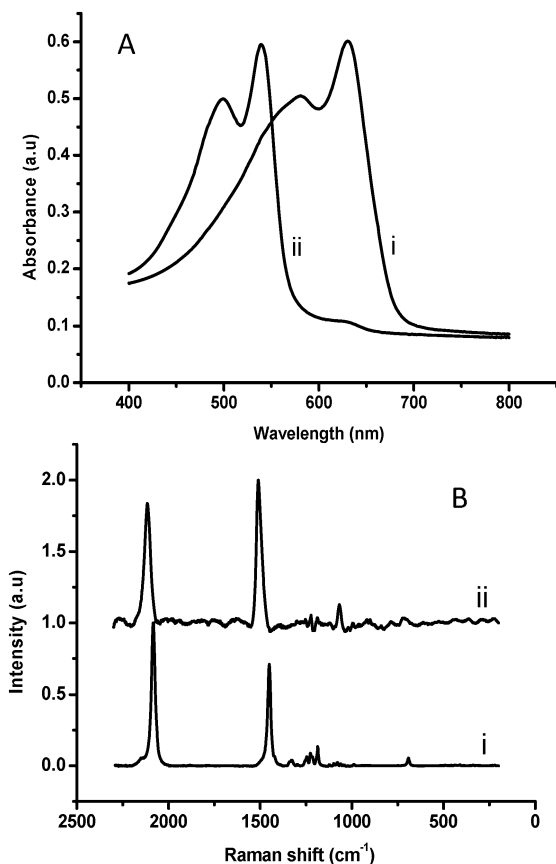 A
0.6
0.5
0.4
0.3
0.2
0.1
0.0
Absorbance (a.u)
ii
i
400 500 600 700 800
Wavelength (nm)
B
2.0
1.5
1.0
0.5
0.0
Intensity (a.u)
ii
i
2500 2000 1500 1000 500 0
Raman shift (cm⁻¹)